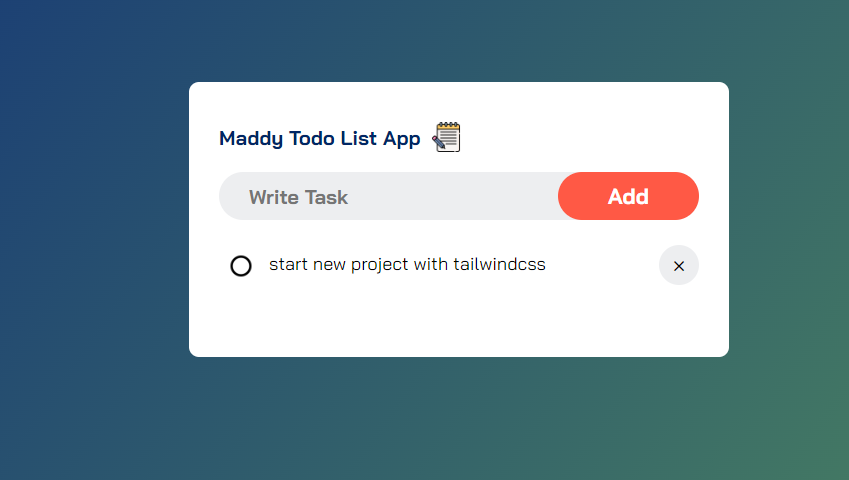 Maddy Todo List App
Write Task
Add
start new project with tailwindcss
×